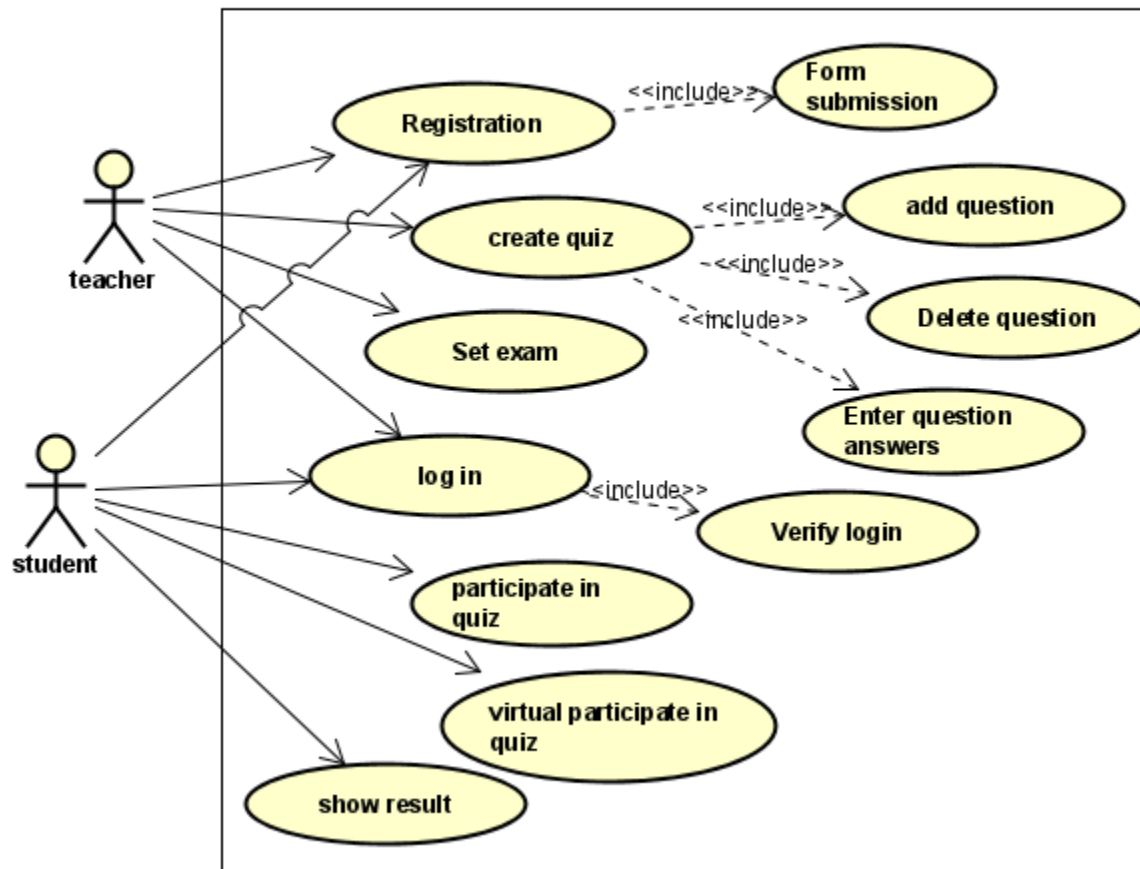 Form
submission
<<include>>
Registration
add question
<<include>>
create quiz
<<include>>
teacher
Delete question
<<include>>
Set exam
Enter question
answers
log in
<include>>
Verify login
student
participate in
quiz
virtual participate in
quiz
show result